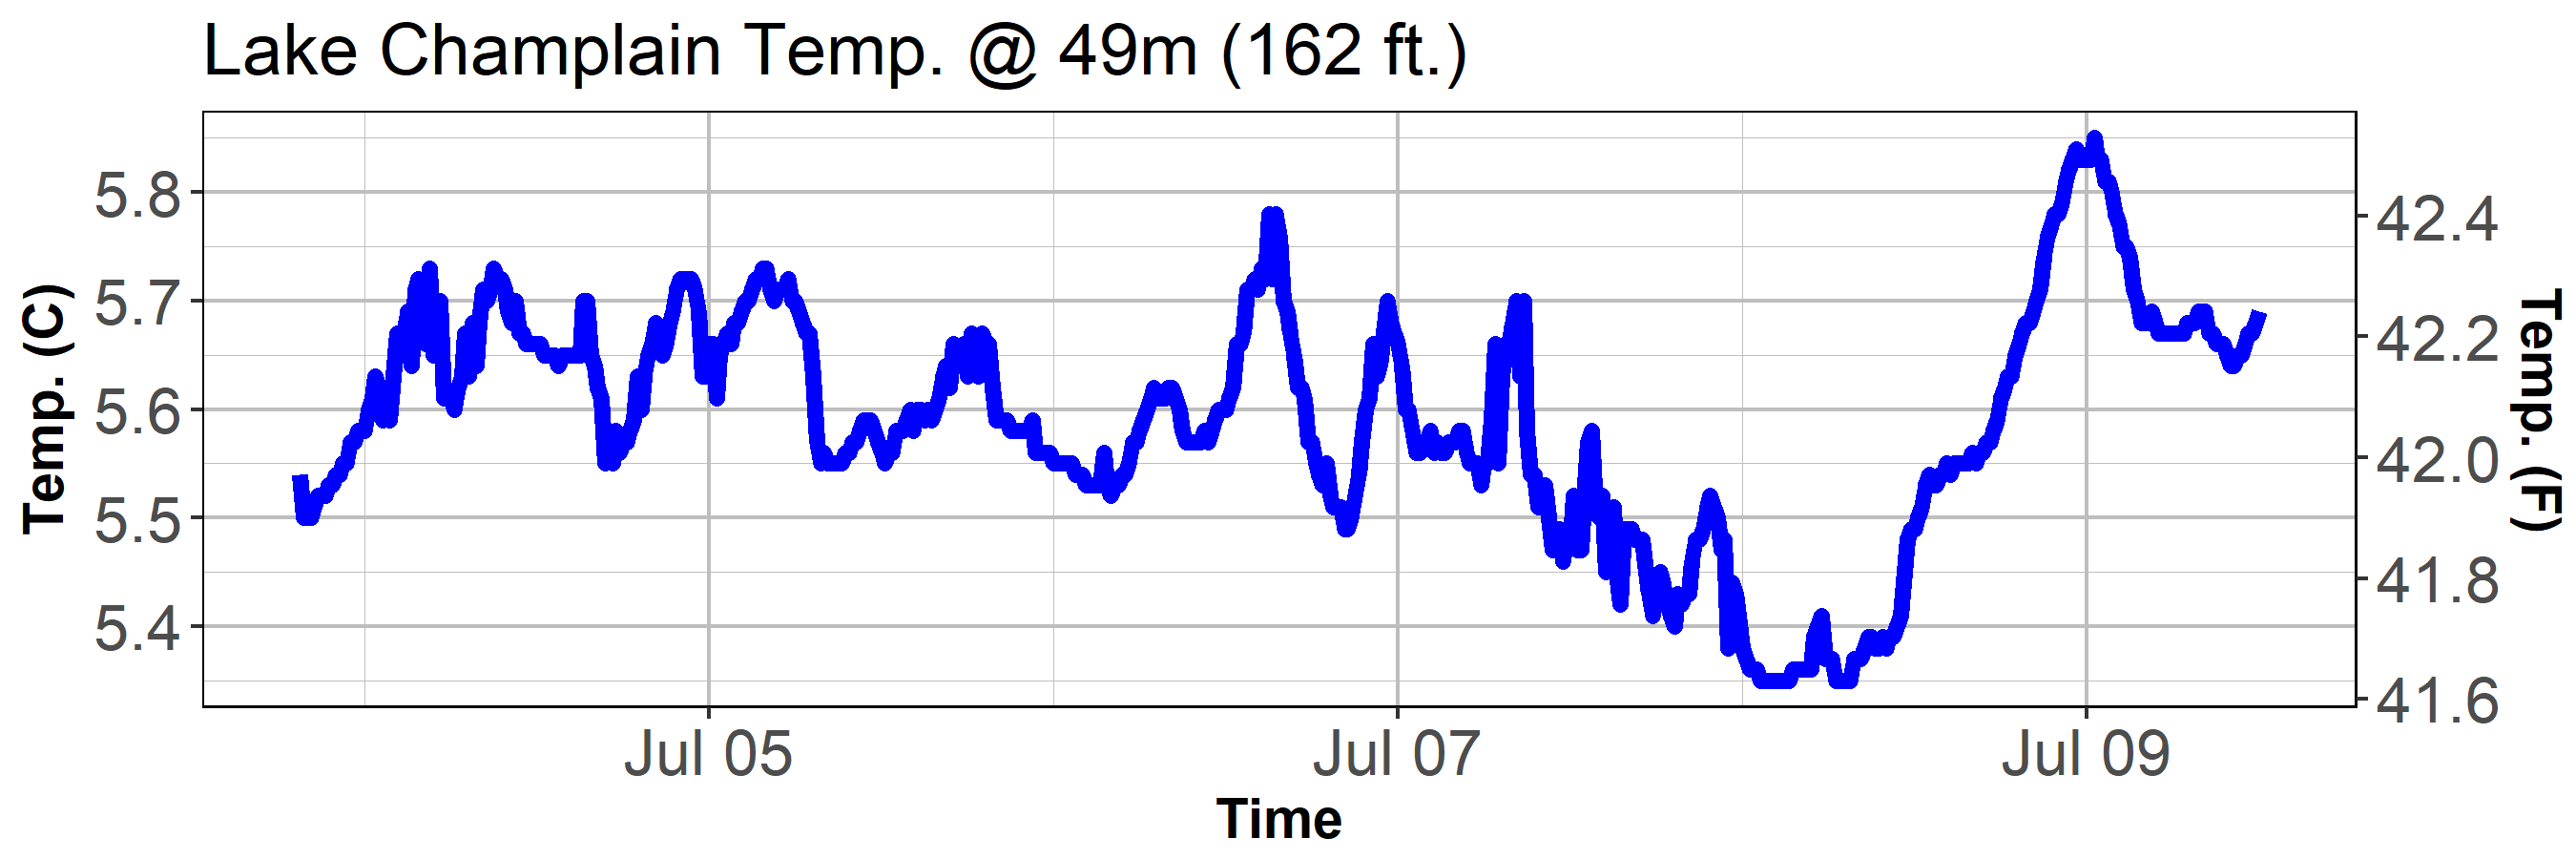 Lake Champlain Temp. @ 49m (162 ft.)
Temp. (C)
5.8
5.7
5.6
5.5
5.4
42.4
42.2
42.0
41.8
41.6
Temp. (F)
Jul 05 Jul 07 Jul 09
Time